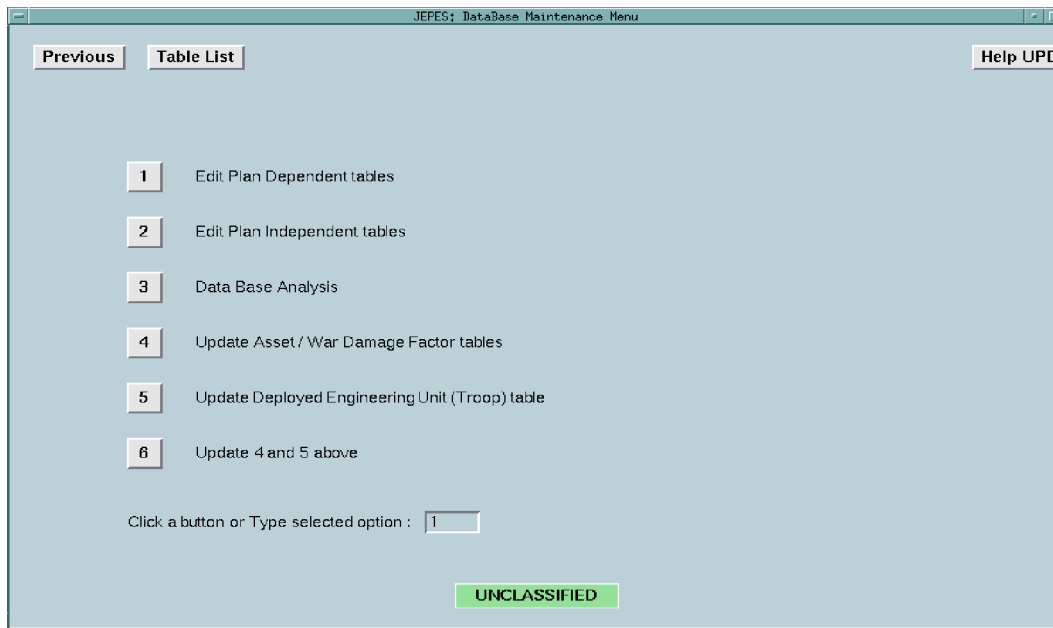 JEPES: DataBase Maintenance Menu
Previous Table List Help UPD
1 Edit Plan Dependent tables
2 Edit Plan Independent tables
3 Data Base Analysis
4 Update Asset / War Damage Factor tables
5 Update Deployed Engineering Unit (Troop) table
6 Update 4 and 5 above
Click a button or Type selected option : 1
UNCLASSIFIED